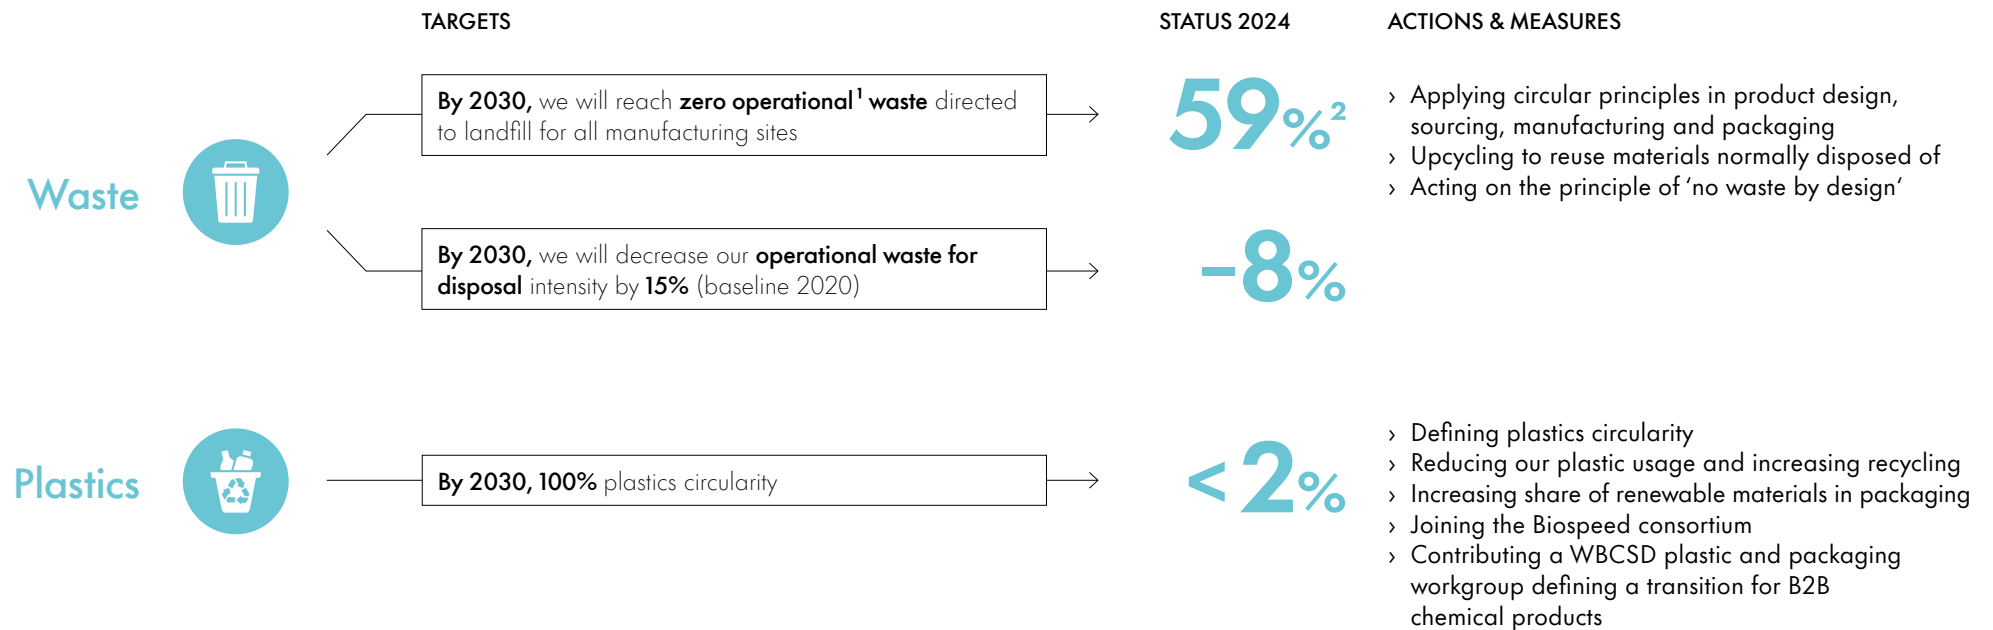 TARGETS
STATUS 2024
ACTIONS & MEASURES
Waste
By 2030, we will reach zero operational¹ waste directed
to landfill for all manufacturing sites
59%²
› Applying circular principles in product design,
sourcing, manufacturing and packaging
› Upcycling to reuse materials normally disposed of
› Acting on the principle of ‘no waste by design‘
By 2030, we will decrease our operational waste for
disposal intensity by 15% (baseline 2020)
–8%
Plastics
By 2030, 100% plastics circularity
<2%
› Defining plastics circularity
› Reducing our plastic usage and increasing recycling
› Increasing share of renewable materials in packaging
› Joining the Biospeed consortium
› Contributing a WBCSD plastic and packaging
workgroup defining a transition for B2B
chemical products